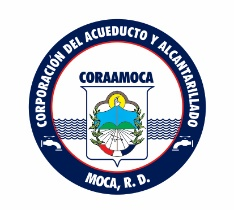 CORPORACIÓN DEL ACUEDUCTO Y ALCANTARILLADO
CORAAMOCA
MOCA, R. D.